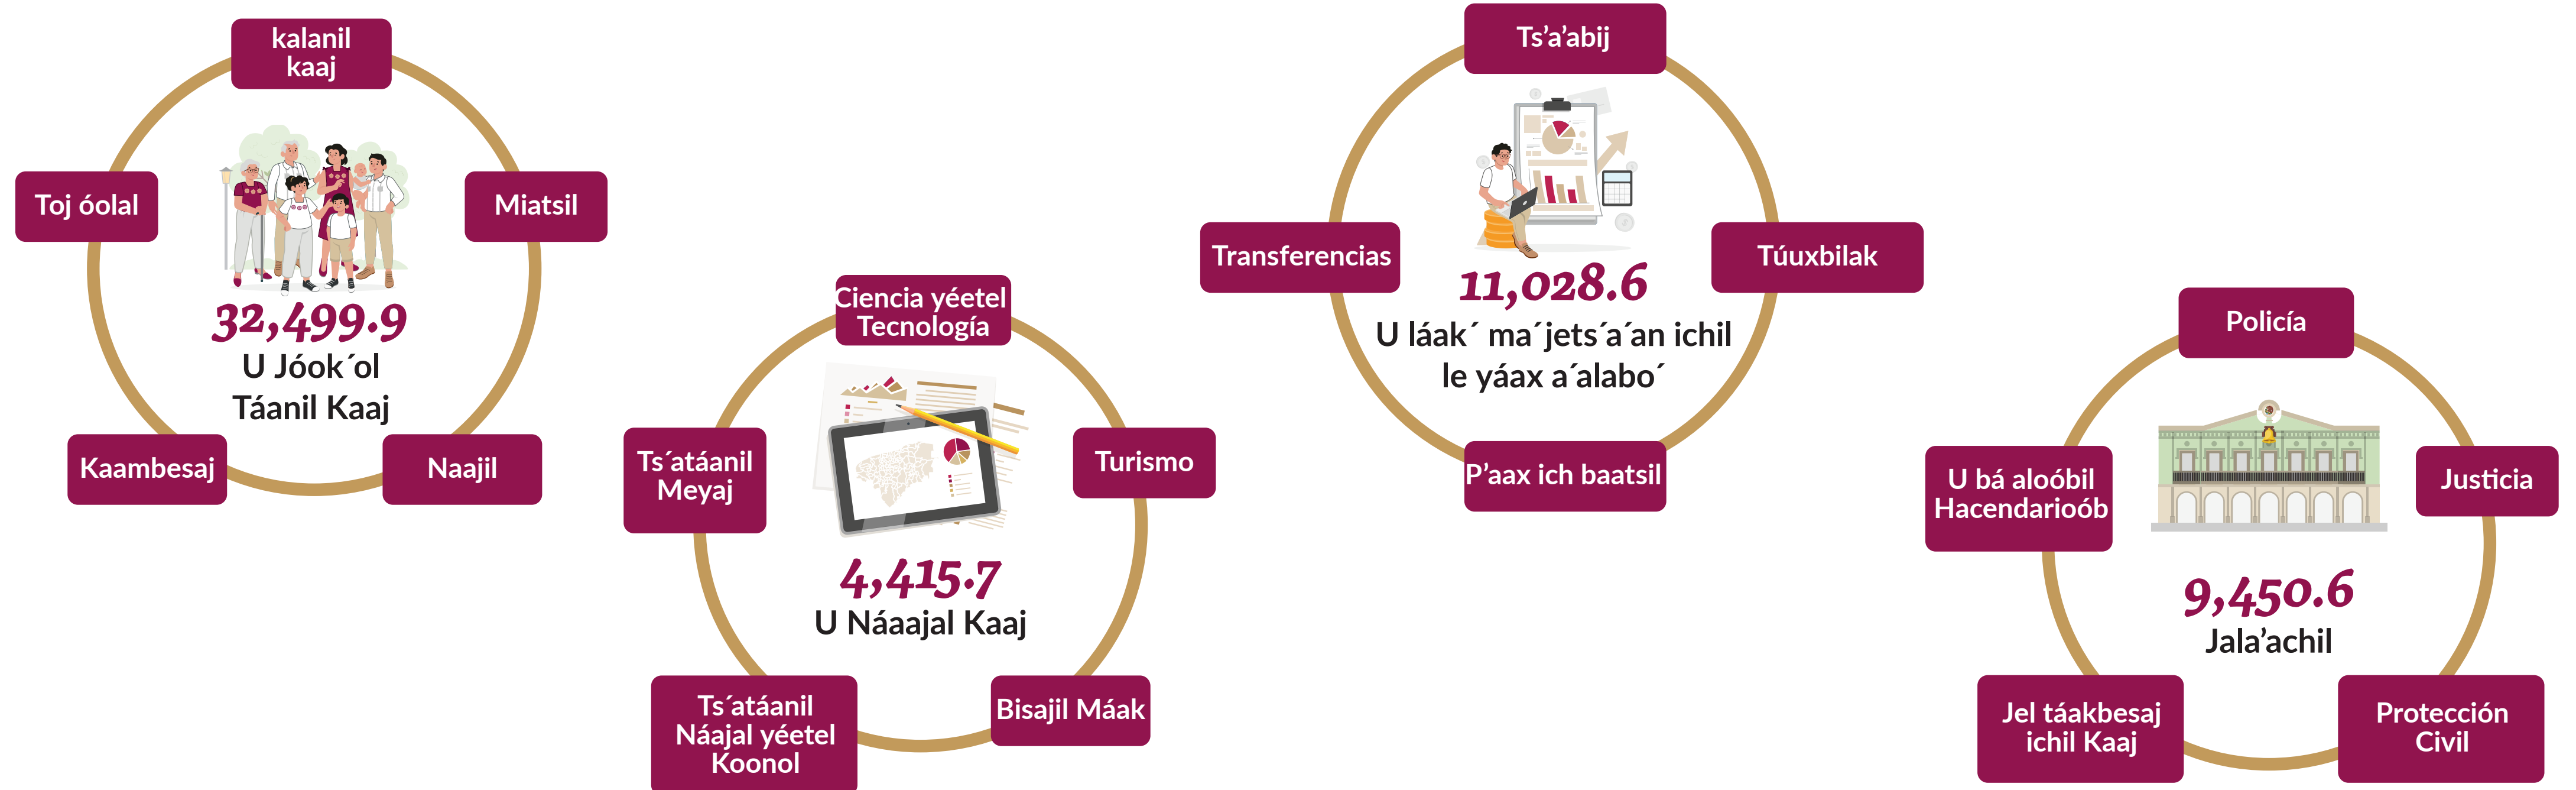 kalanil
kaaj
Toj óolal
Miatsil
32,499.9
U Jóok´ol
Táanil Kaaj
Kaambesaj
Naajil
Ciencia yéetel
Tecnología
Ts´atáanil
Meyaj
Turismo
4,415.7
U Náaajal Kaaj
Ts´atáanil
Náajal yéetel
Koonol
Bisajil Máak
Ts’a’abij
Transferencias
Túuxbilak
11,028.6
U láak´ ma´jets´a´an ichil
le yáax a´alabo´
P’aax ich baatsil
Policía
U bá aloóbil
Hacendarioób
Justicia
9,450.6
Jala’achil
Jel táakbesaj
ichil Kaaj
Protección
Civil